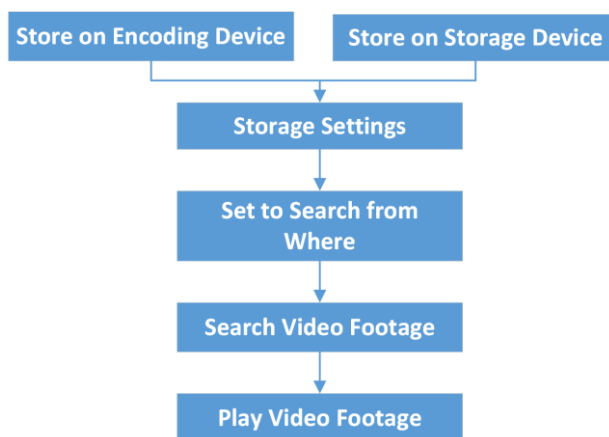 Store on Encoding Device
Store on Storage Device
Storage Settings
Set to Search from
Where
Search Video Footage
Play Video Footage